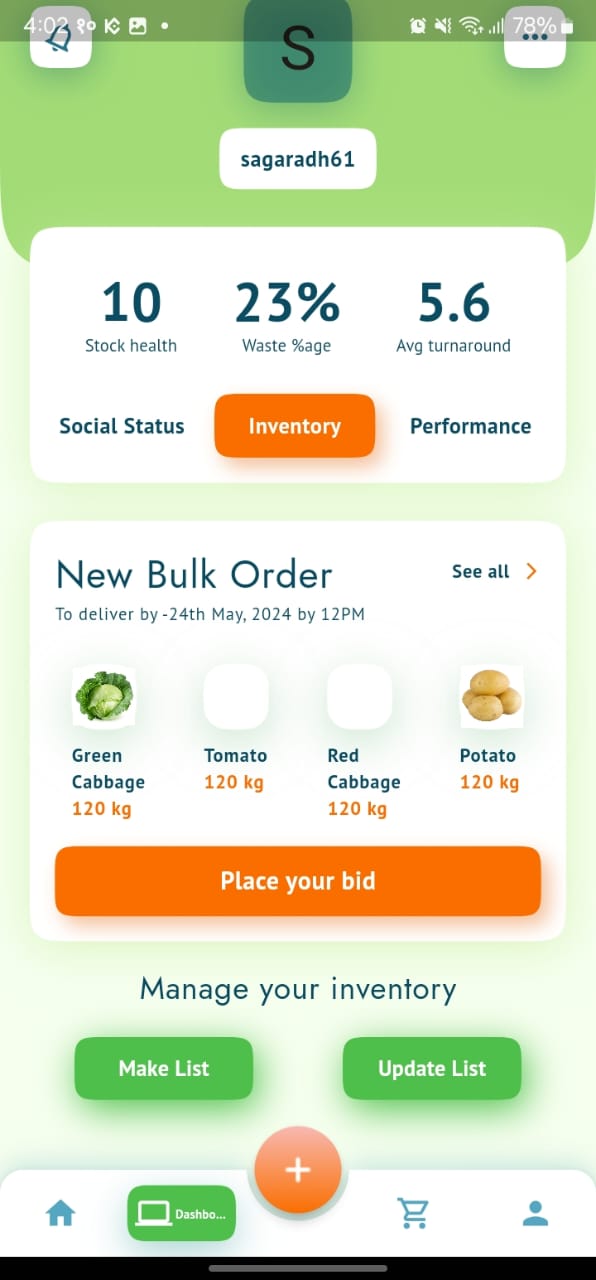 4:02 78%
S
sagaradh61
10 23% 5.6
Stock health Waste %age Avg turnaround
Social Status Inventory Performance
New Bulk Order See all
To deliver by -24th May, 2024 by 12PM
Green Tomato Red Potato
Cabbage 120 kg Cabbage 120 kg
120 kg 120 kg
Place your bid
Manage your inventory
Make List Update List
Dashbo...